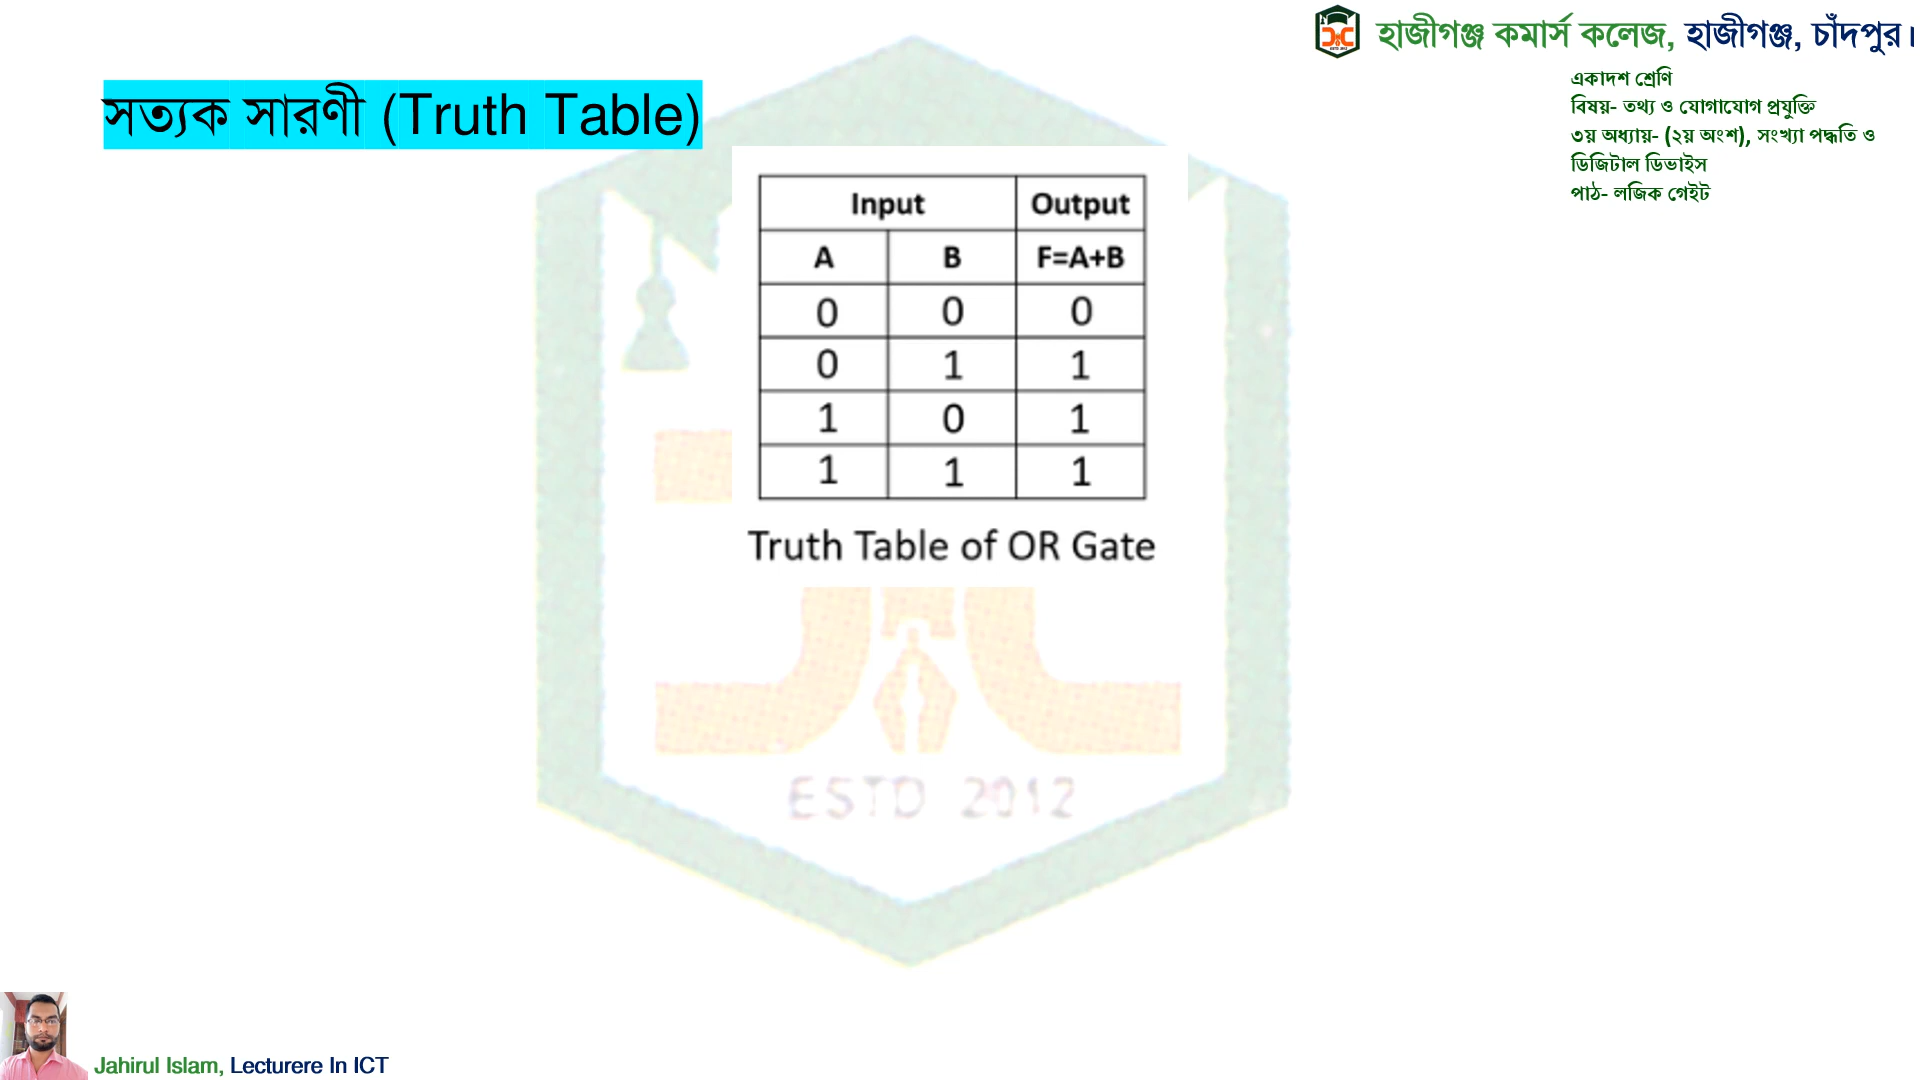 হাজীগঞ্জ কমার্স কলেজ, হাজীগঞ্জ, চাঁদপুর।
একাদশ শ্রেণি
বিষয়- তথ্য ও যোগাযোগ প্রযুক্তি
৩য় অধ্যায়- (২য় অংশ), সংখ্যা পদ্ধতি ও
ডিজিটাল ডিভাইস
পাঠ- লজিক গেইট
সত্যক সারণী (Truth Table)
Input Output
A B F=A+B
0 0 0
0 1 1
1 0 1
1 1 1
Truth Table of OR Gate
ESTD 2012
Jahirul Islam, Lecturere In ICT